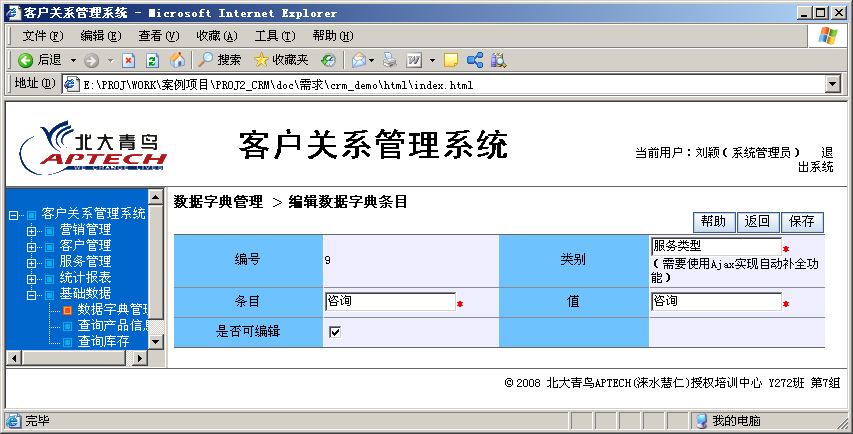 客户关系管理系统 - Microsoft Internet Explorer
文件(F) 编辑(E) 查看(V) 收藏(A) 工具(T) 帮助(H)
后退 搜索 收藏夹
地址(D) E:\PROJ\WORK\案例项目\PROJ2_CRM\doc\需求\crm_demo\html\index.html
北大青鸟
APTECH
WE CHANGE LIVES
客户关系管理系统
当前用户：刘颖(系统管理员) 退
出系统
客户关系管理系统
营销管理
客户管理
服务管理
统计报表
基础数据
数据字典管
查询产品信
查询库存
数据字典管理 > 编辑数据字典条目
帮助 返回 保存
编号 9 类别 服务类型 *
(需要使用Ajax实现自动补全功
能)
条目 咨询 * 值 咨询 *
是否可编辑
©2008 北大青鸟APTECH(涞水慧仁)授权培训中心 Y272班 第7组
完毕 我的电脑